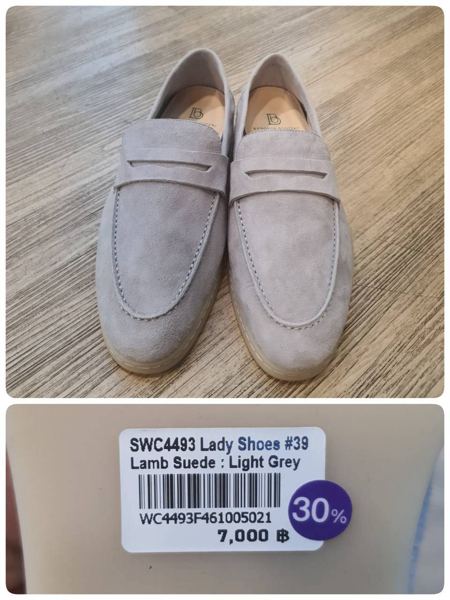 SWC4493 Lady Shoes #39
Lamb Suede : Light Grey
WC4493F461005021
7,000 ฿
30%